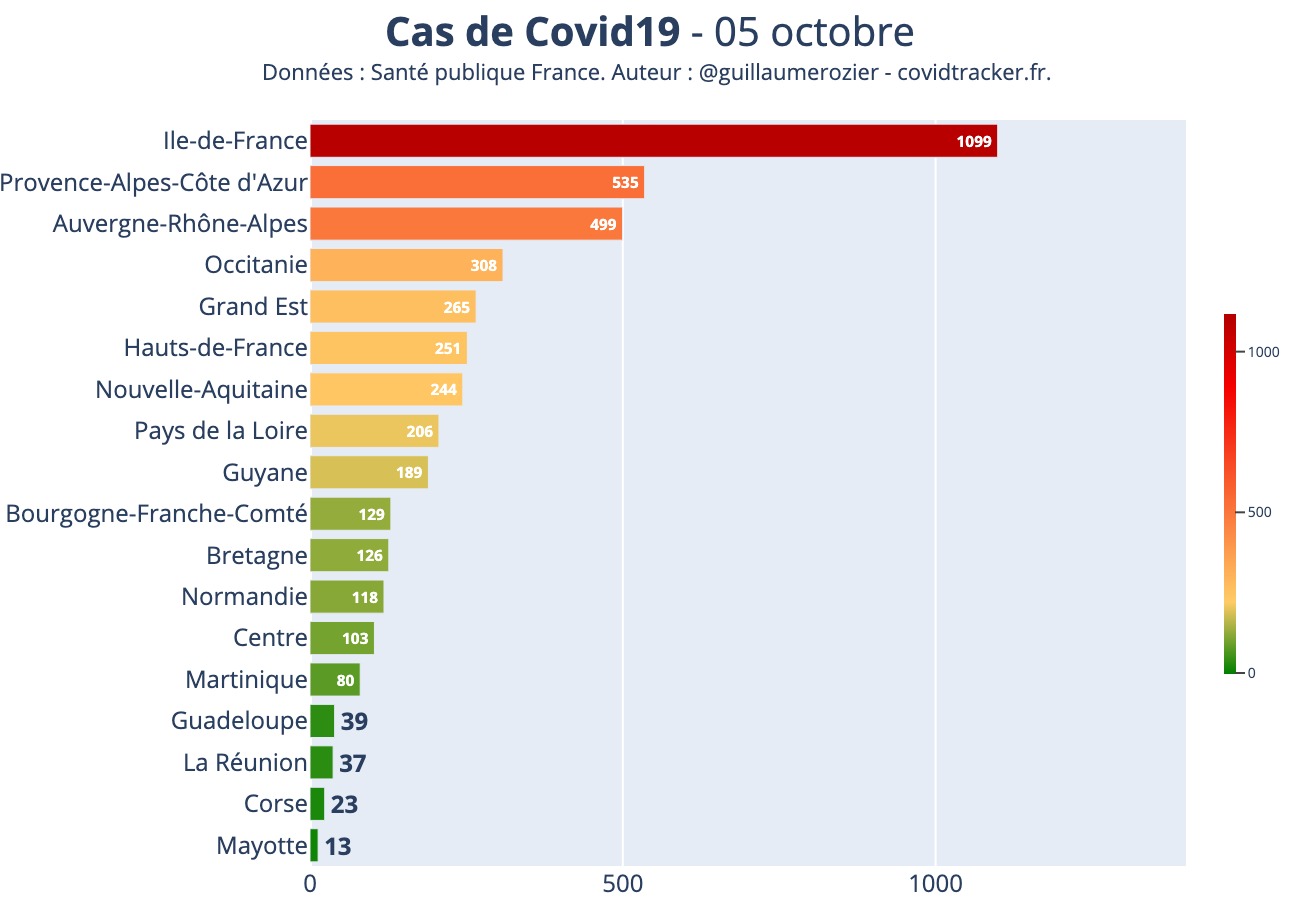 Cas de Covid19 - 05 octobre
Données : Santé publique France. Auteur : @guillaumerozier - covidtracker.fr.
Ile-de-France 1099
Provence-Alpes-Côte d'Azur 535
Auvergne-Rhône-Alpes 499
Occitanie 308
Grand Est 265
Hauts-de-France 251
Nouvelle-Aquitaine 244
Pays de la Loire 206
Guyane 189
Bourgogne-Franche-Comté 129
Bretagne 126
Normandie 118
Centre 103
Martinique 80
Guadeloupe 39
La Réunion 37
Corse 23
Mayotte 13
0 500 1000
1000
500
0